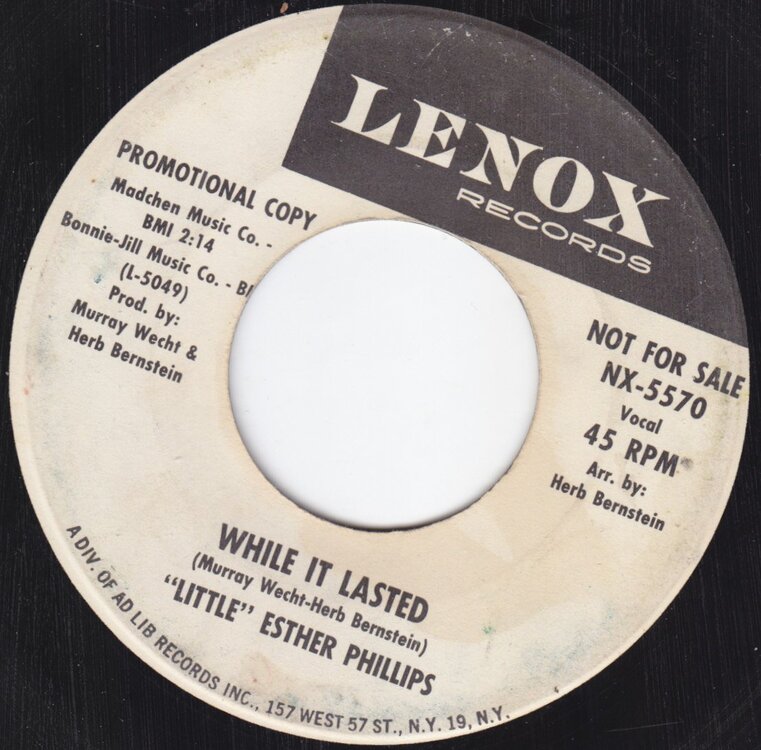 LENOX
RECORDS
PROMOTIONAL COPY
Madchen Music Co. -
BMI 2:14
Bonnie-Jill Music Co. - BI
(L-5049)
Prod. by:
Murray Wecht &
Herb Bernstein
NOT FOR SALE
NX-5570
Vocal
45 RPM
Arr. by:
Herb Bernstein
WHILE IT LASTED
(Murray Wecht-Herb Bernstein)
"LITTLE" ESTHER PHILLIPS
A DIV. OF AD LIB RECORDS INC., 157 WEST 57 ST., N.Y. 19, N.Y.